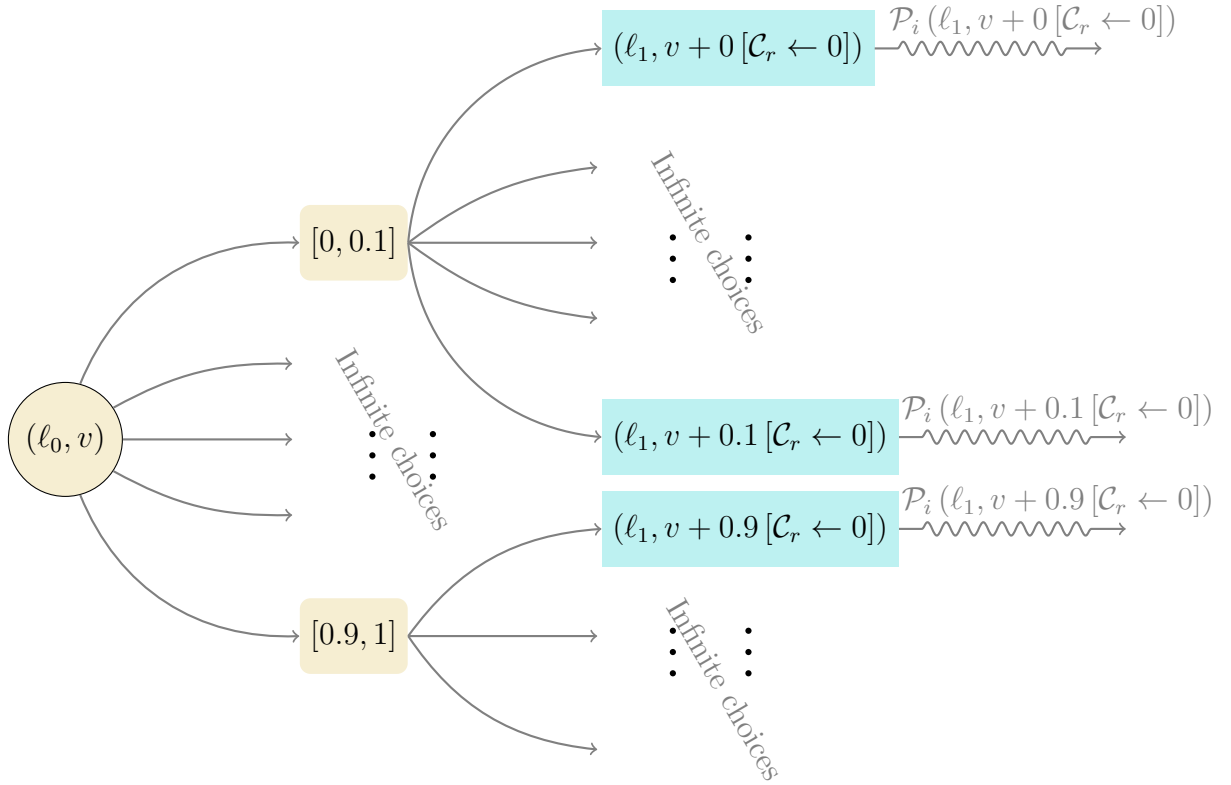 (ℓ₀, v)
[0, 0.1]
Infinite choices
[0.9, 1]
(ℓ₁, v + 0 [𝒞ᵣ ← 0])
𝒫ᵢ (ℓ₁, v + 0 [𝒞ᵣ ← 0])
Infinite choices
(ℓ₁, v + 0.1 [𝒞ᵣ ← 0])
𝒫ᵢ (ℓ₁, v + 0.1 [𝒞ᵣ ← 0])
(ℓ₁, v + 0.9 [𝒞ᵣ ← 0])
𝒫ᵢ (ℓ₁, v + 0.9 [𝒞ᵣ ← 0])
Infinite choices